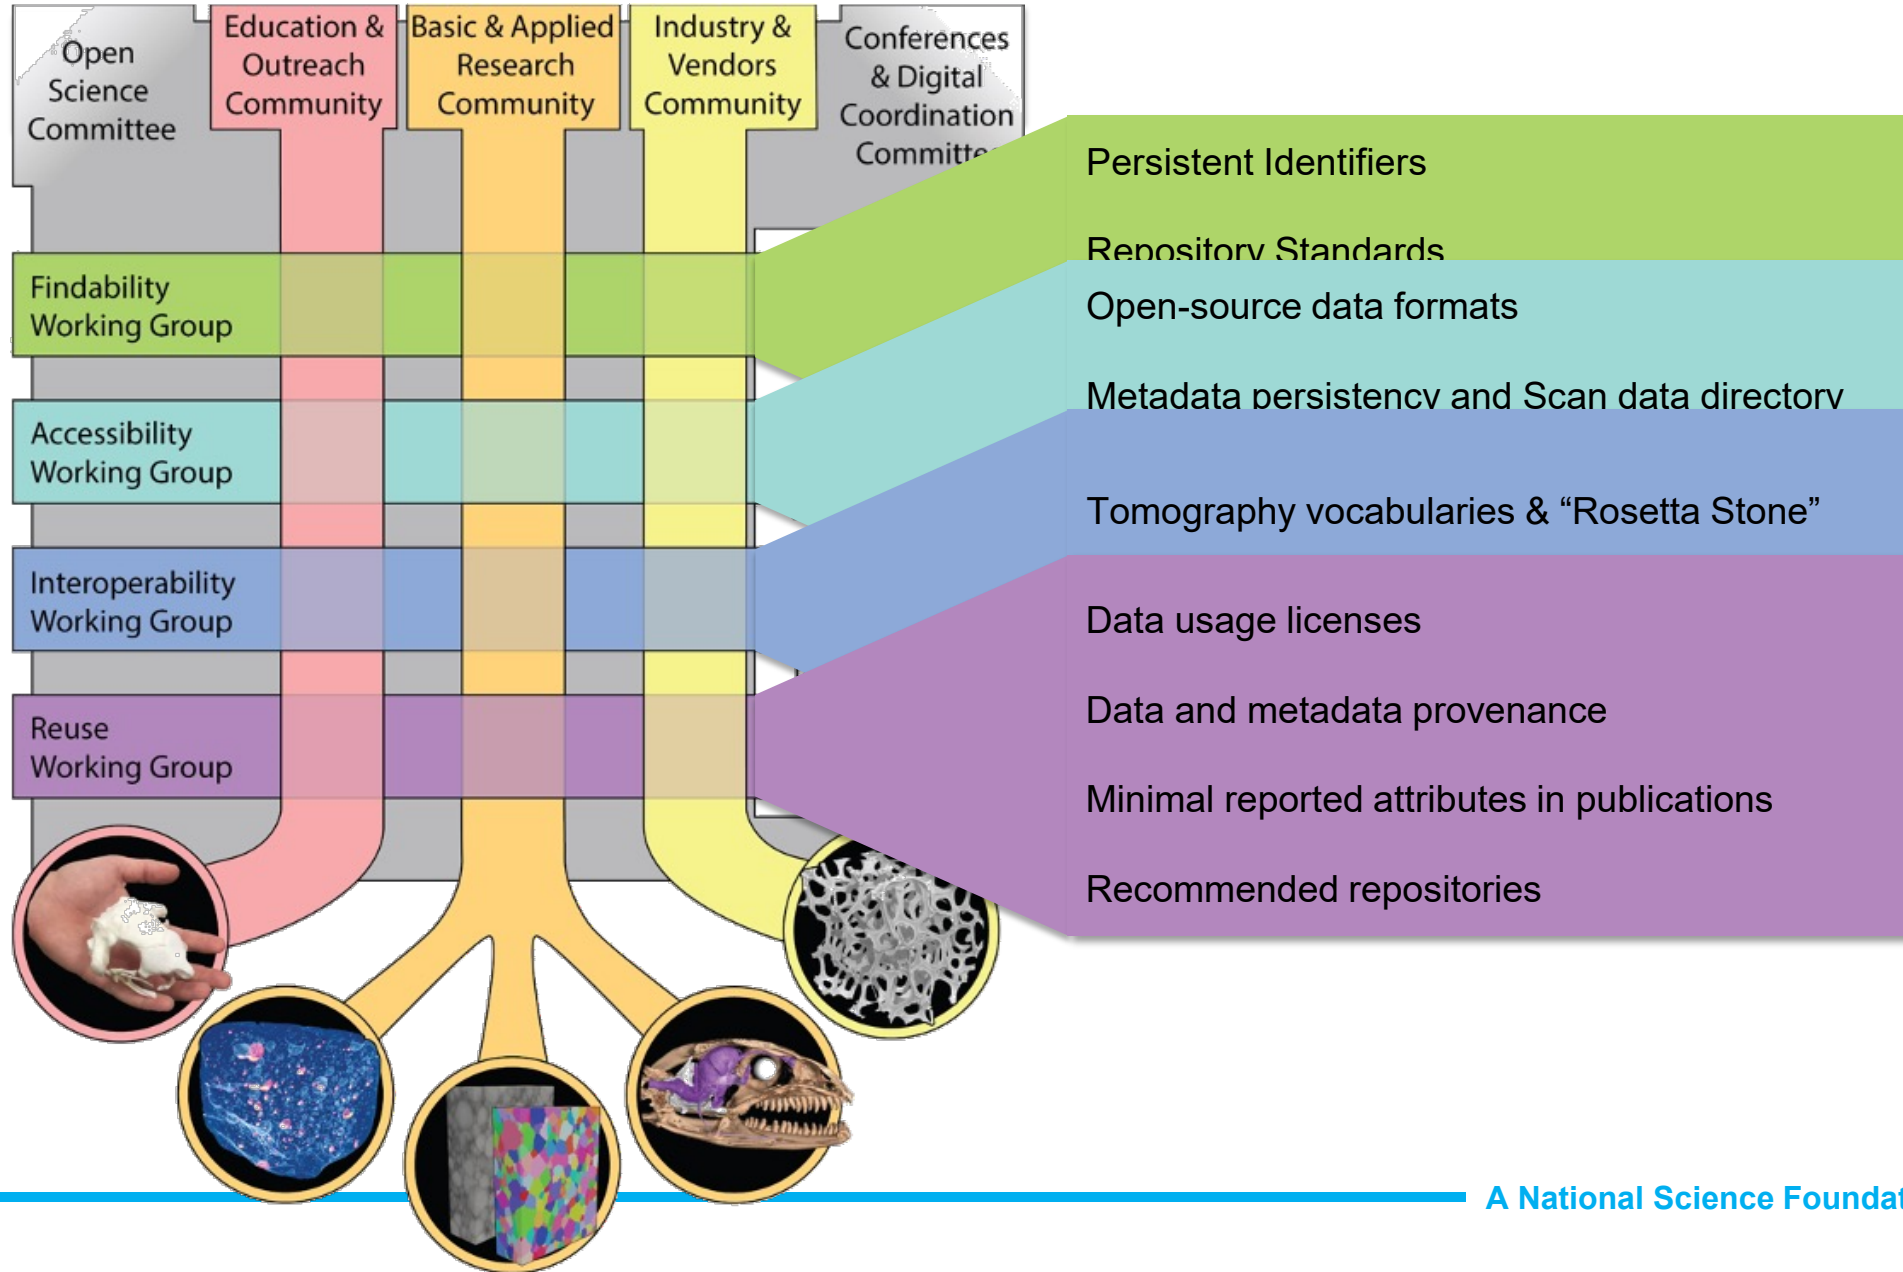 Open
Science
Committee
Education &
Outreach
Community
Basic & Applied
Research
Community
Industry &
Vendors
Community
Conferences
& Digital
Coordination
Committee
Findability
Working Group
Accessibility
Working Group
Interoperability
Working Group
Reuse
Working Group
Persistent Identifiers
Repository Standards
Open-source data formats
Metadata persistency and Scan data directory
Tomography vocabularies & “Rosetta Stone”
Data usage licenses
Data and metadata provenance
Minimal reported attributes in publications
Recommended repositories
A National Science